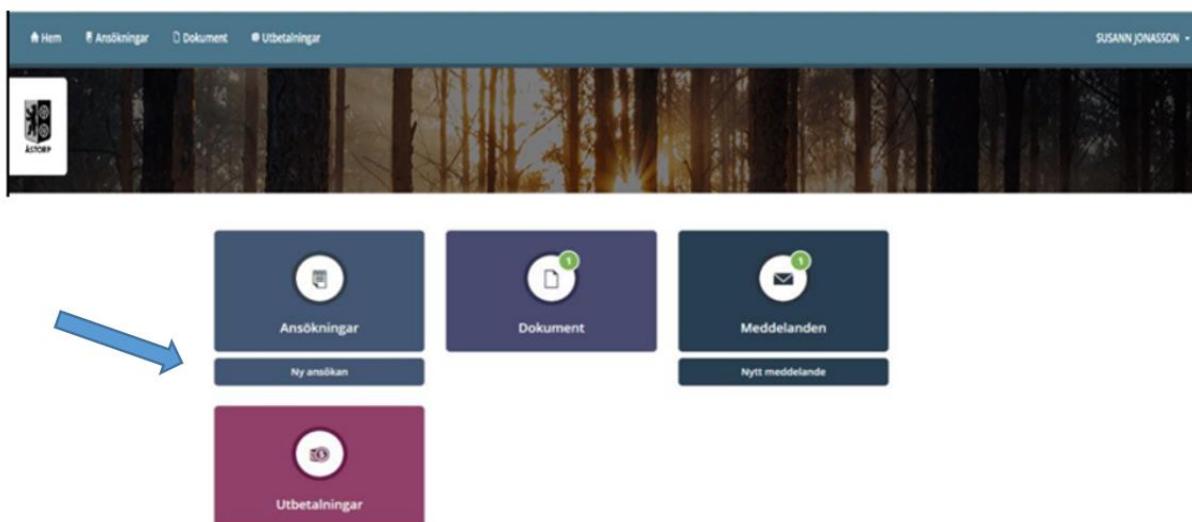 Hem Ansökningar Dokument Utbetalningar SUSANN JONASSON
ÅSTORP
1 1
Ansökningar Dokument Meddelanden
Ny ansökan Nytt meddelande
Utbetalningar